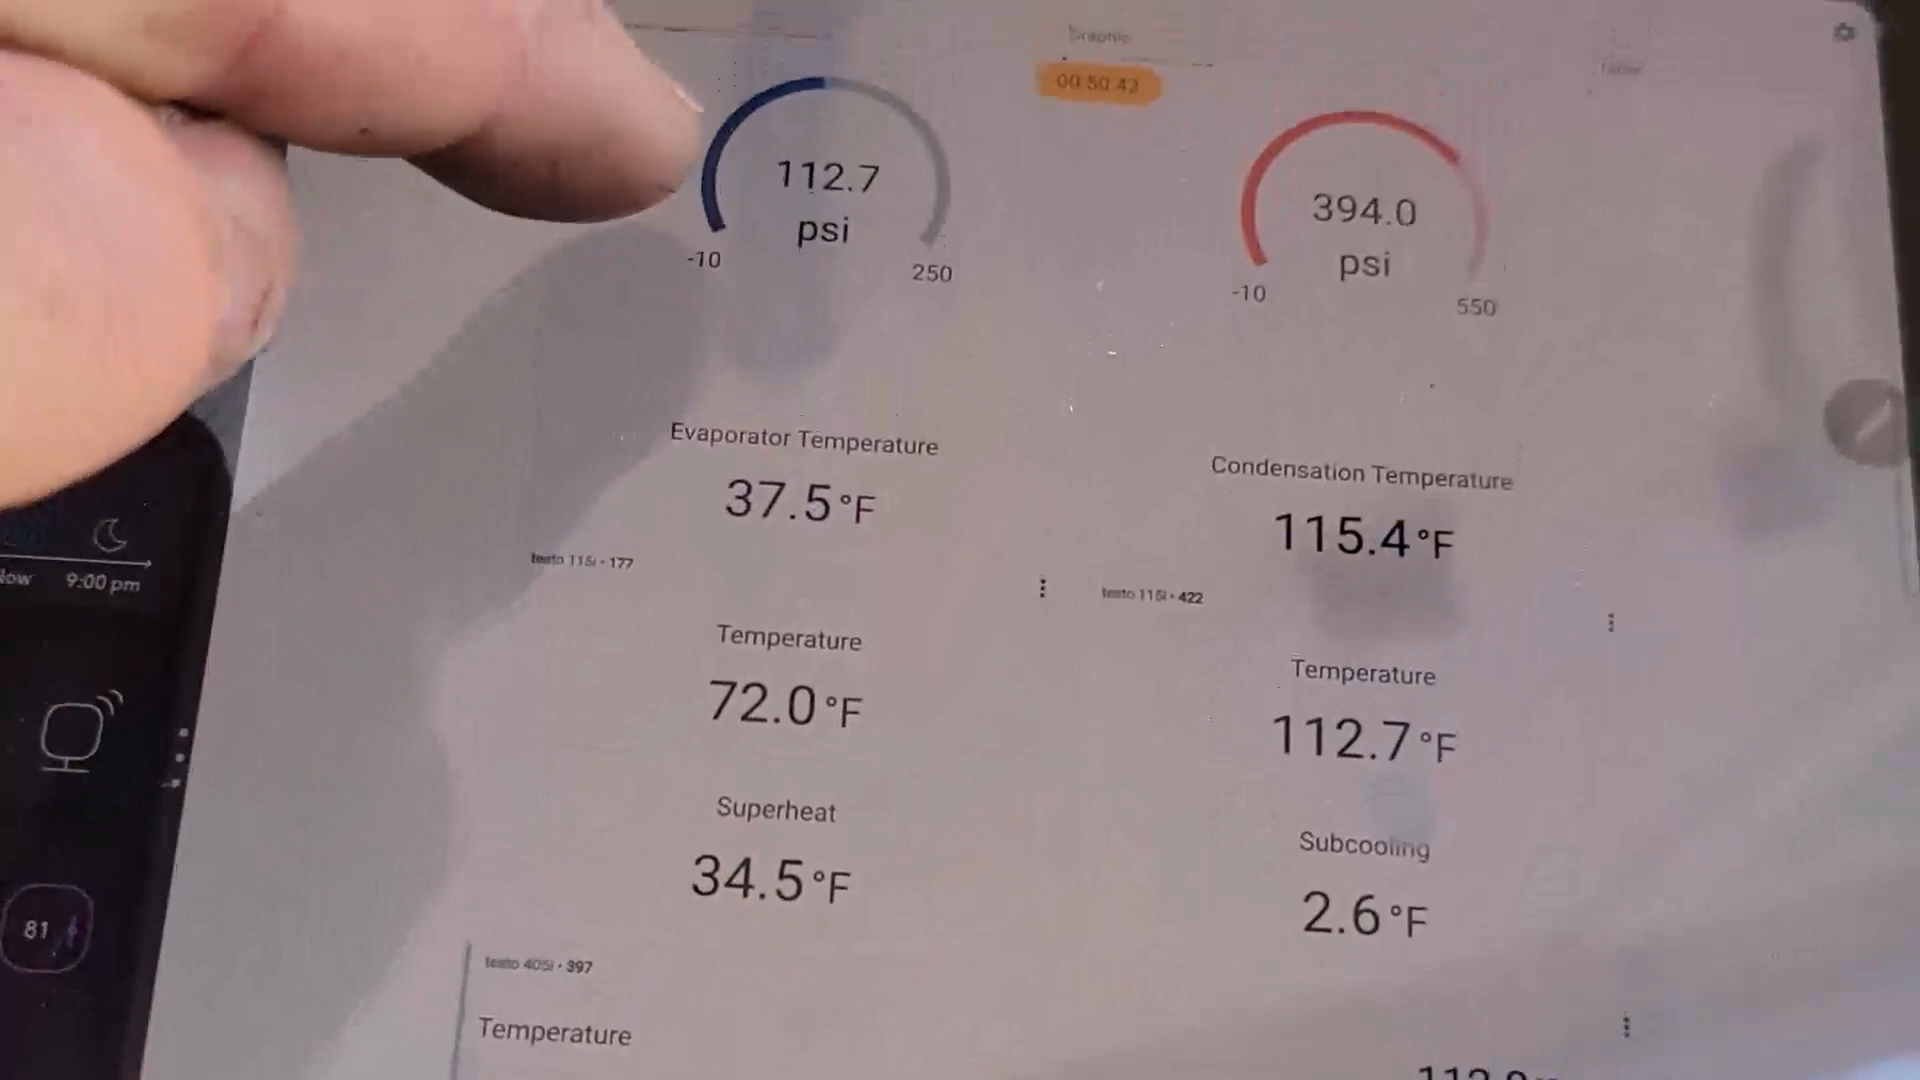 Graphic
00:50:43
112.7
psi
-10
250
394.0
psi
-10
550
Evaporator Temperature
37.5°F
Condensation Temperature
115.4°F
testo 115i - 177
testo 115i - 422
Now
9:00 pm
Temperature
72.0°F
Temperature
112.7°F
Superheat
34.5°F
Subcooling
2.6°F
81
testo 405i - 397
Temperature